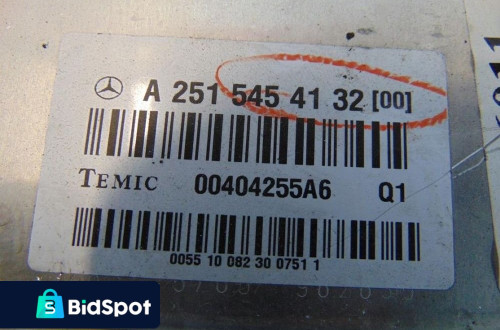 A 251 545 41 32 [00]
TEMIC 00404255A6 Q1
0055 10 082 30 0751 1
BidSpot